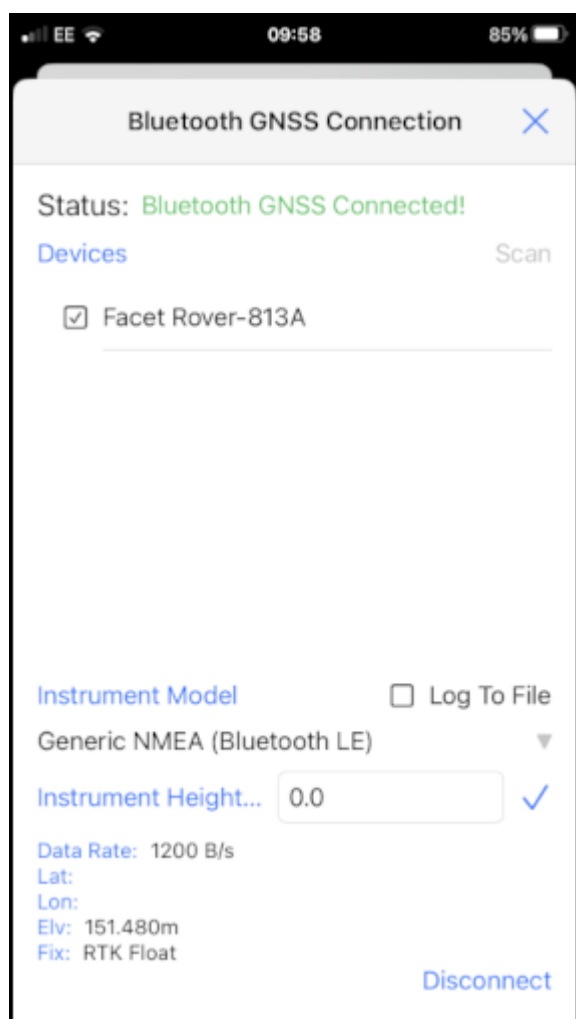 EE 09:58 85%
Bluetooth GNSS Connection
Status: Bluetooth GNSS Connected!
Devices Scan
Facet Rover-813A
Instrument Model Log To File
Generic NMEA (Bluetooth LE)
Instrument Height... 0.0
Data Rate: 1200 B/s
Lat:
Lon:
Elv: 151.480m
Fix: RTK Float
Disconnect